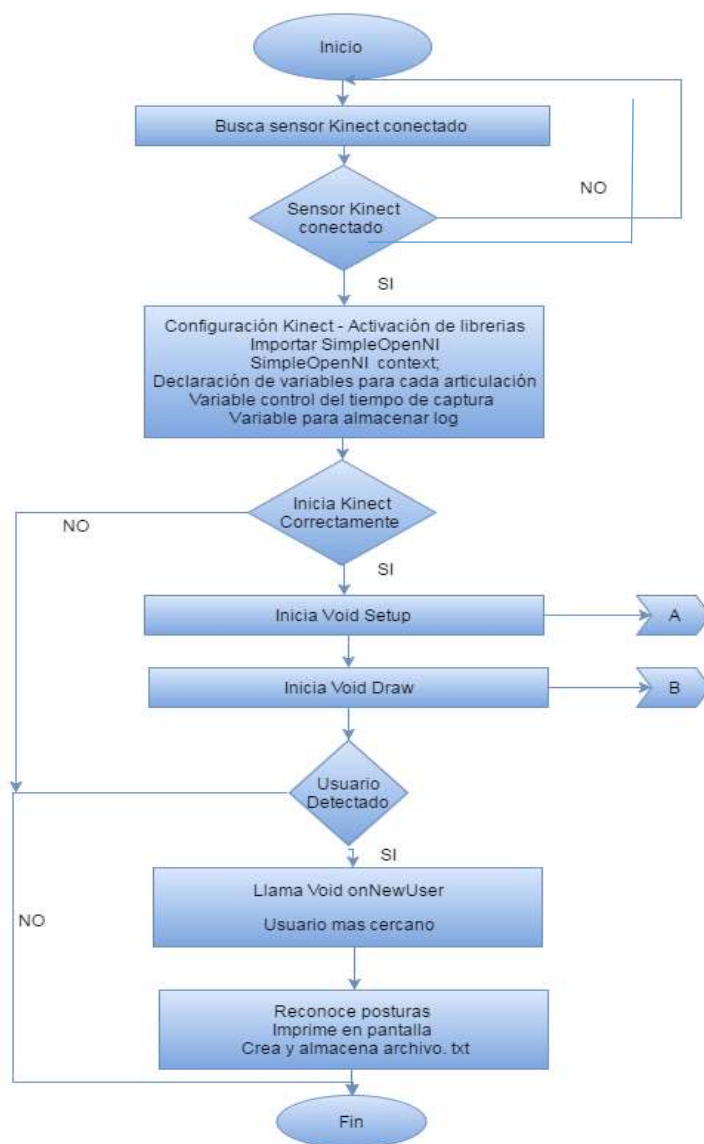 Inicio
Busca sensor Kinect conectado
NO
Sensor Kinect
conectado
SI
Configuración Kinect - Activación de librerias
Importar SimpleOpenNI
SimpleOpenNI context;
Declaración de variables para cada articulación
Variable control del tiempo de captura
Variable para almacenar log
Inicia Kinect
Correctamente
NO
SI
Inicia Void Setup
A
Inicia Void Draw
B
Usuario
Detectado
SI
Llama Void onNewUser
Usuario mas cercano
NO
Reconoce posturas
Imprime en pantalla
Crea y almacena archivo. txt
Fin